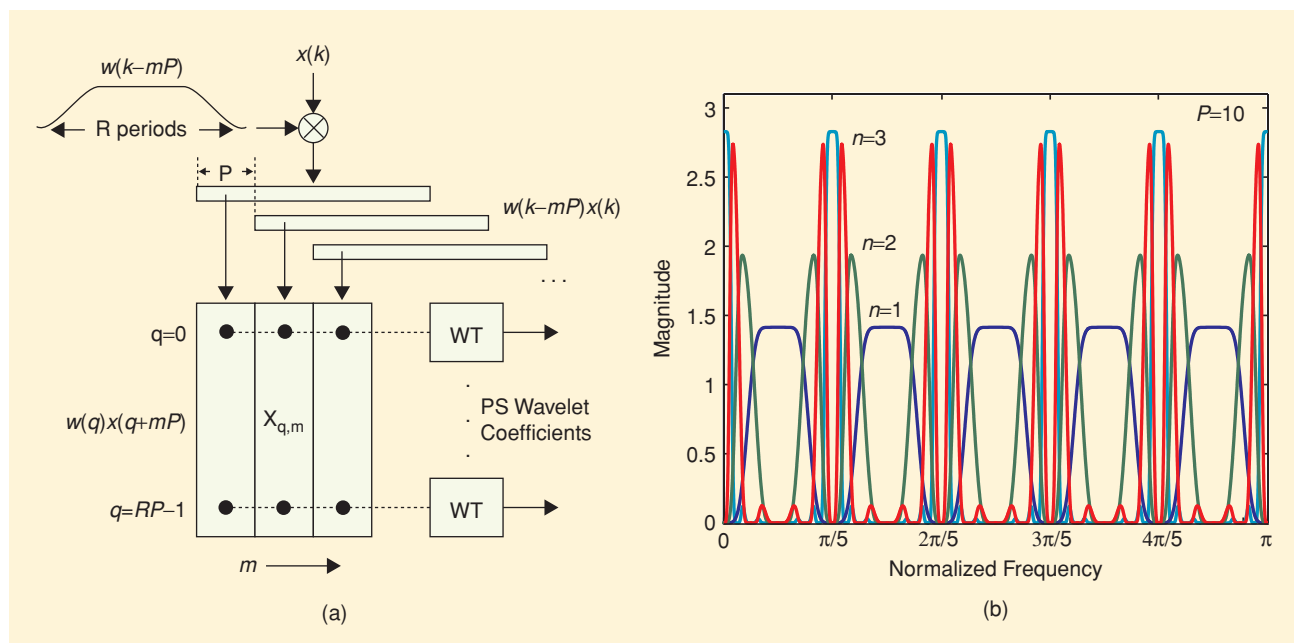 w(k–mP)
x(k)
R periods
P
w(k–mP)x(k)
. . .
q=0
WT
w(q)x(q+mP)
X_{q,m}
PS Wavelet
Coefficients
q=RP–1
WT
m
(a)
3
2.5
2
1.5
1
0.5
0
Magnitude
P=10
n=3
n=2
n=1
0
π/5
2π/5
3π/5
4π/5
π
Normalized Frequency
(b)